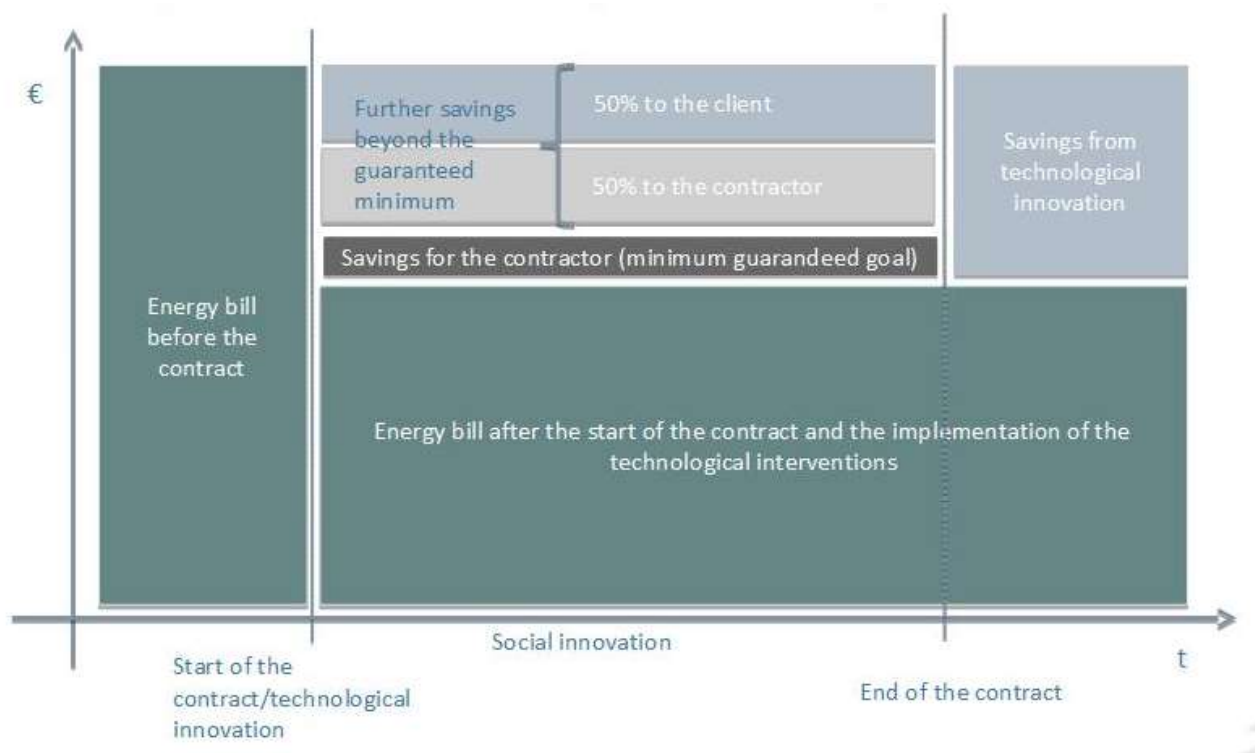 €
Further savings
beyond the
guaranteed
minimum
50% to the client
50% to the contractor
Savings from
technological
innovation
Savings for the contractor (minimum guarandeed goal)
Energy bill
before the
contract
Energy bill after the start of the contract and the implementation of the
technological interventions
Social innovation
t
Start of the
contract/technological
innovation
End of the contract